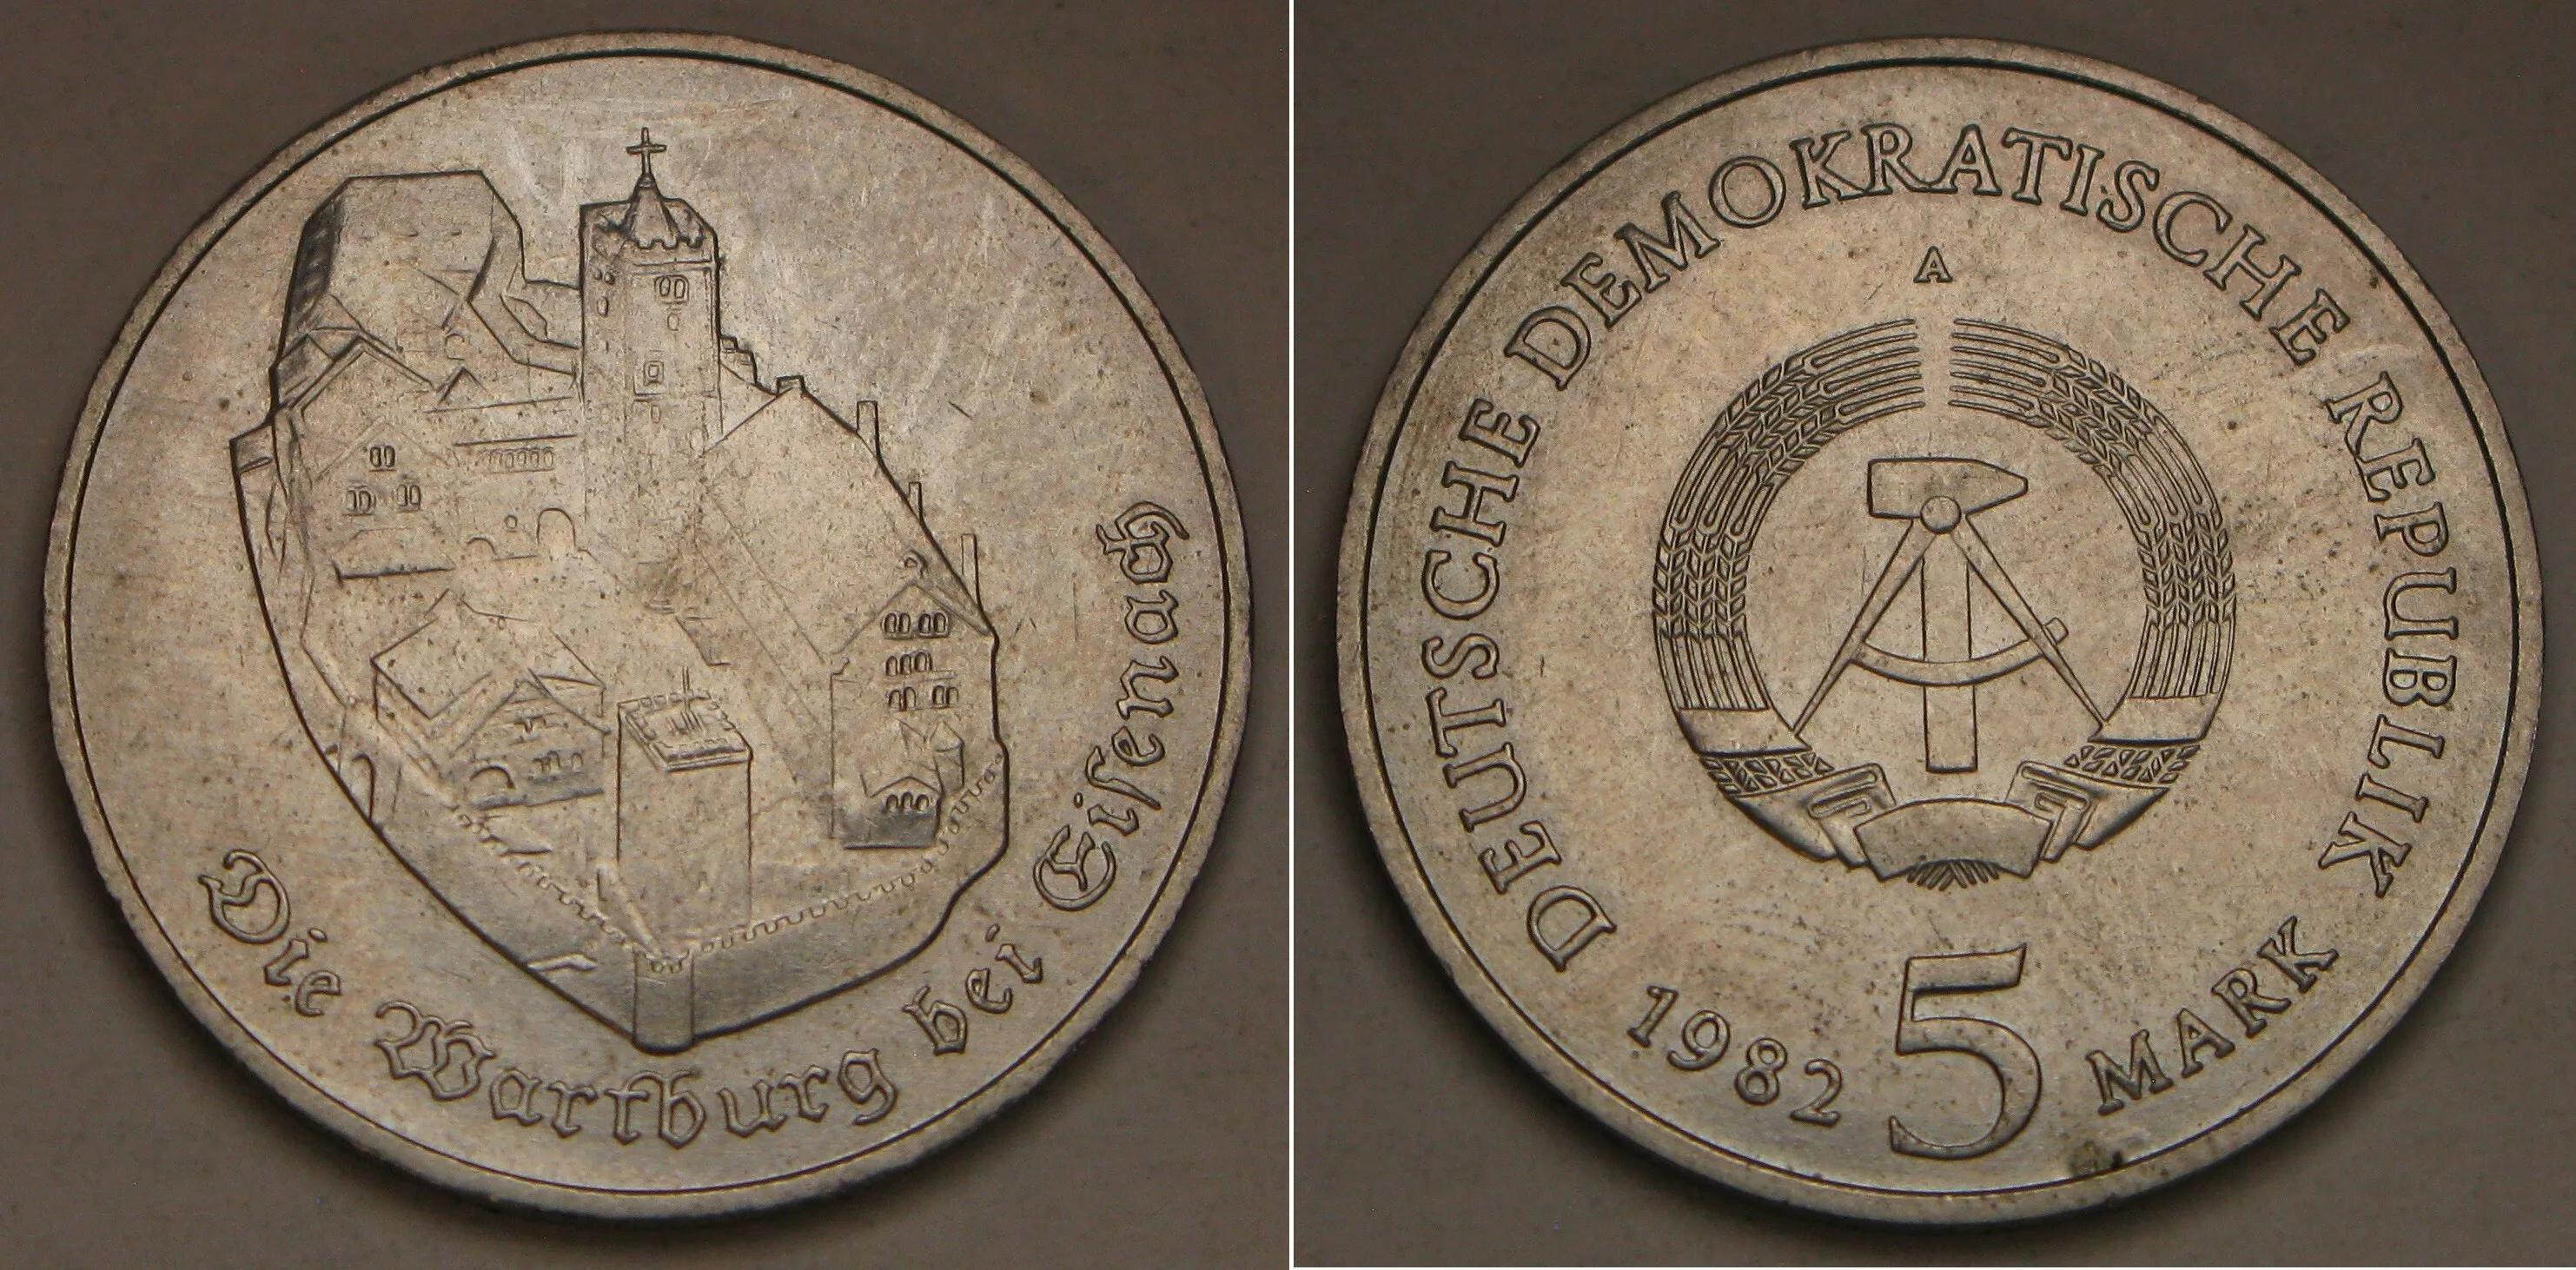 Die Wartburg bei Eiſenach
DEUTSCHE DEMOKRATISCHE REPUBLIK
A
1982 5 MARK